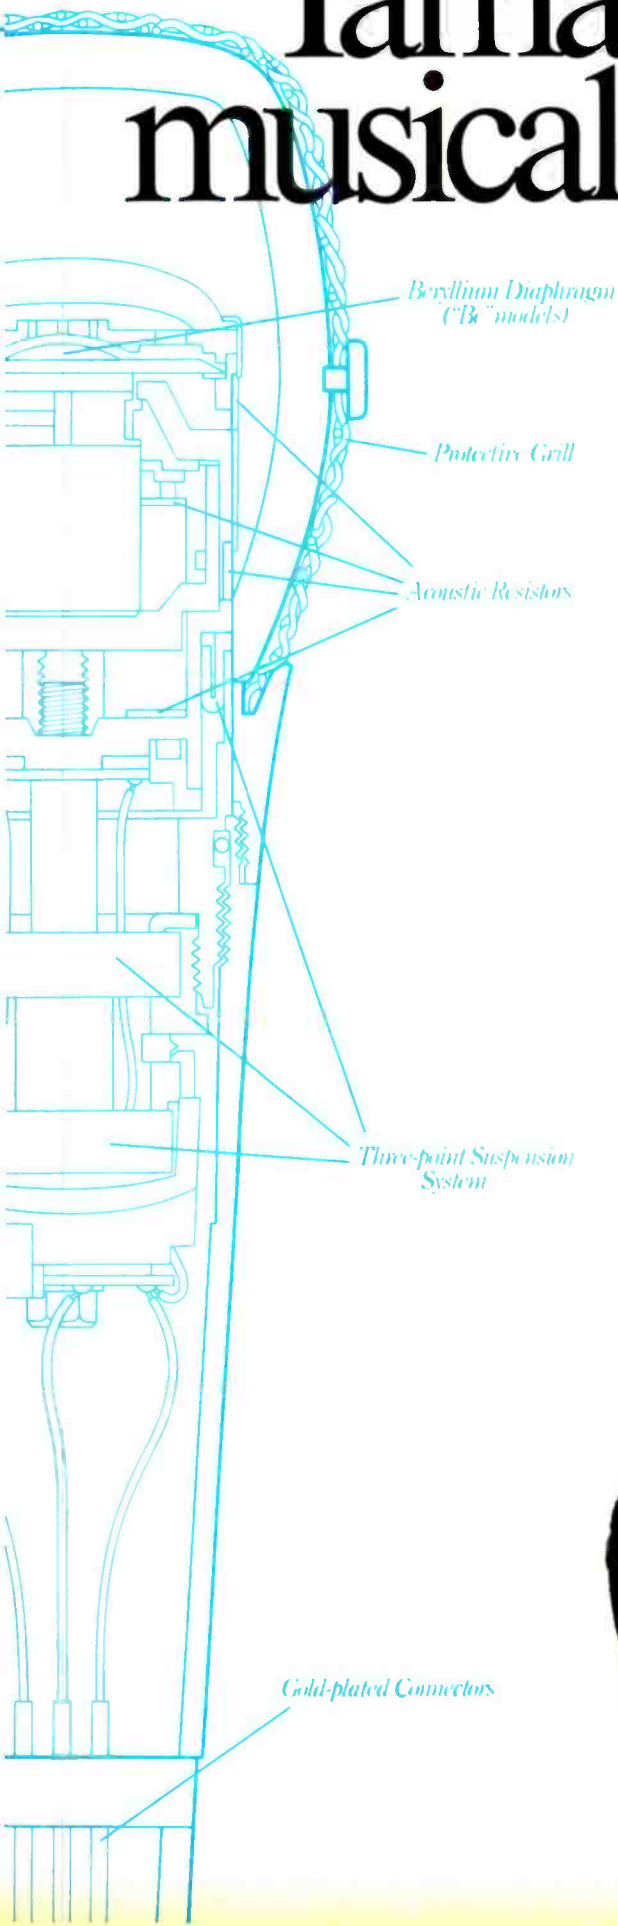 musical
Beryllium Diaphragm
("Be" models)
Protective Grill
Acoustic Resistors
Three-point Suspension
System
Gold-plated Connectors